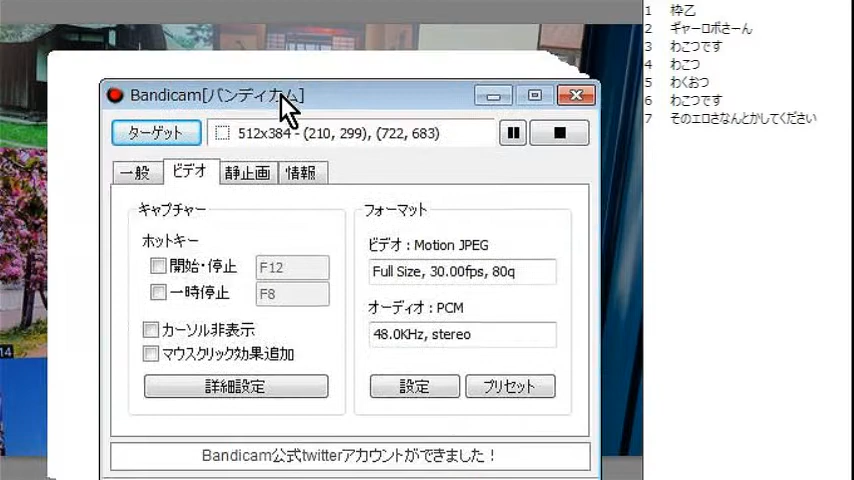 Bandicam[バンディカム]
ターゲット
512x384 - (210, 299), (722, 683)
一般
ビデオ
静止画
情報
キャプチャー
ホットキー
開始・停止
F12
一時停止
F8
カーソル非表示
マウスクリック効果追加
詳細設定
フォーマット
ビデオ : Motion JPEG
Full Size, 30.00fps, 80q
オーディオ : PCM
48.0KHz, stereo
設定
プリセット
Bandicam公式twitterアカウントができました！
14
1 枠乙
2 ギャーロボさーん
3 わこつです
4 わこつ
5 わくおつ
6 わこつです
7 そのエロさなんとかしてください